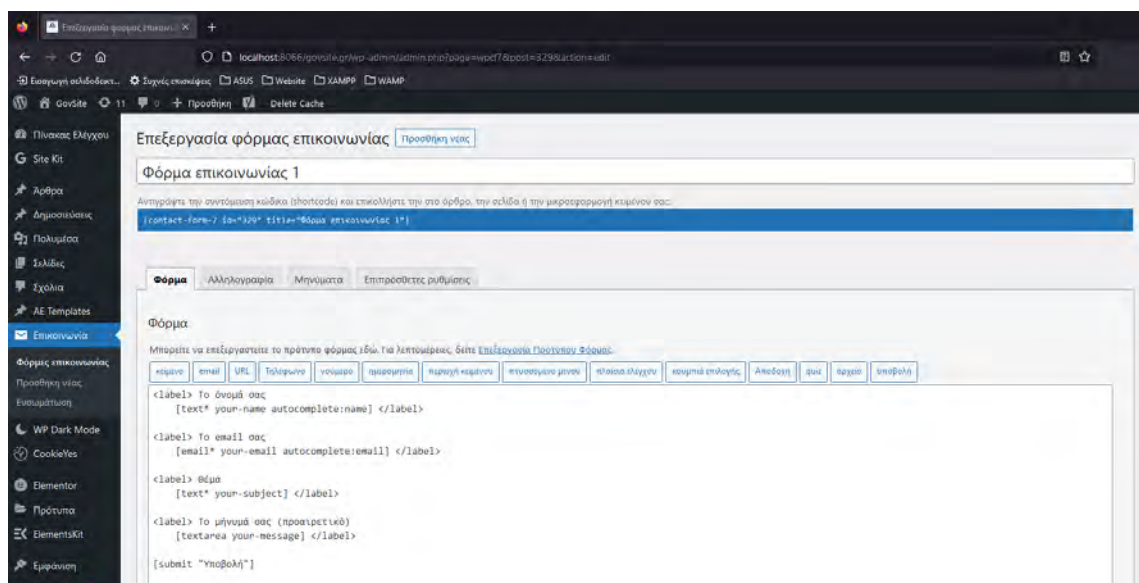 Επεξεργασία φόρμας επικοινω
localhost:8066/govsite.gr/wp-admin/admin.php?page=wpcf7&post=329&action=edit
Εισαγωγή σελιδοδεικτ... Συχνές επισκέψεις ASUS Website XAMPP WAMP
GovSite 11 0 Προσθήκη Delete Cache
Πίνακας Ελέγχου
Site Kit
Άρθρα
Δημοσιεύσεις
Πολυμέσα
Σελίδες
Σχόλια
AE Templates
Επικοινωνία
Φόρμες επικοινωνίας
Προσθήκη νέας
Ενσωμάτωση
WP Dark Mode
CookieYes
Elementor
Πρότυπα
ElementsKit
Εμφάνιση
Επεξεργασία φόρμας επικοινωνίας Προσθήκη νέας
Φόρμα επικοινωνίας 1
Αντιγράψτε την συντόμευση κώδικα (shortcode) και επικολλήστε την στο άρθρο, την σελίδα ή την μικροεφαρμογή κειμένου σας:
[contact-form-7 id="329" title="Φόρμα επικοινωνίας 1"]
Φόρμα Αλληλογραφία Μηνύματα Επιπρόσθετες ρυθμίσεις
Φόρμα
Μπορείτε να επεξεργαστείτε το πρότυπο φόρμας εδώ. Για λεπτομέρειες, δείτε Επεξεργασία Προτύπου Φόρμας.
κείμενο email URL Τηλέφωνο νούμερο ημερομηνία περιοχή κειμένου πτυσσόμενο μενού πλαίσια ελέγχου κουμπιά επιλογής Αποδοχή quiz αρχείο υποβολή
<label> Το όνομά σας
[text* your-name autocomplete:name] </label>
<label> Το email σας
[email* your-email autocomplete:email] </label>
<label> Θέμα
[text* your-subject] </label>
<label> Το μήνυμά σας (προαιρετικό)
[textarea your-message] </label>
[submit "Υποβολή"]